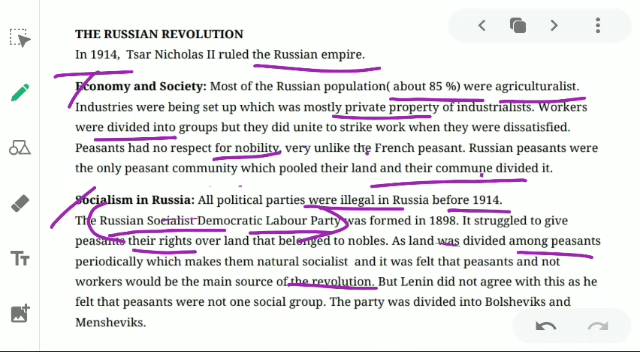 THE RUSSIAN REVOLUTION
In 1914, Tsar Nicholas II ruled the Russian empire.
Economy and Society: Most of the Russian population( about 85 %) were agriculturalist.
Industries were being set up which was mostly private property of industrialists. Workers
were divided into groups but they did unite to strike work when they were dissatisfied.
Peasants had no respect for nobility, very unlike the French peasant. Russian peasants were
the only peasant community which pooled their land and their commune divided it.
Socialism in Russia: All political parties were illegal in Russia before 1914.
The Russian Socialist Democratic Labour Party was formed in 1898. It struggled to give
peasants their rights over land that belonged to nobles. As land was divided among peasants
periodically which makes them natural socialist and it was felt that peasants and not
workers would be the main source of the revolution. But Lenin did not agree with this as he
felt that peasants were not one social group. The party was divided into Bolsheviks and
Mensheviks.
Tт